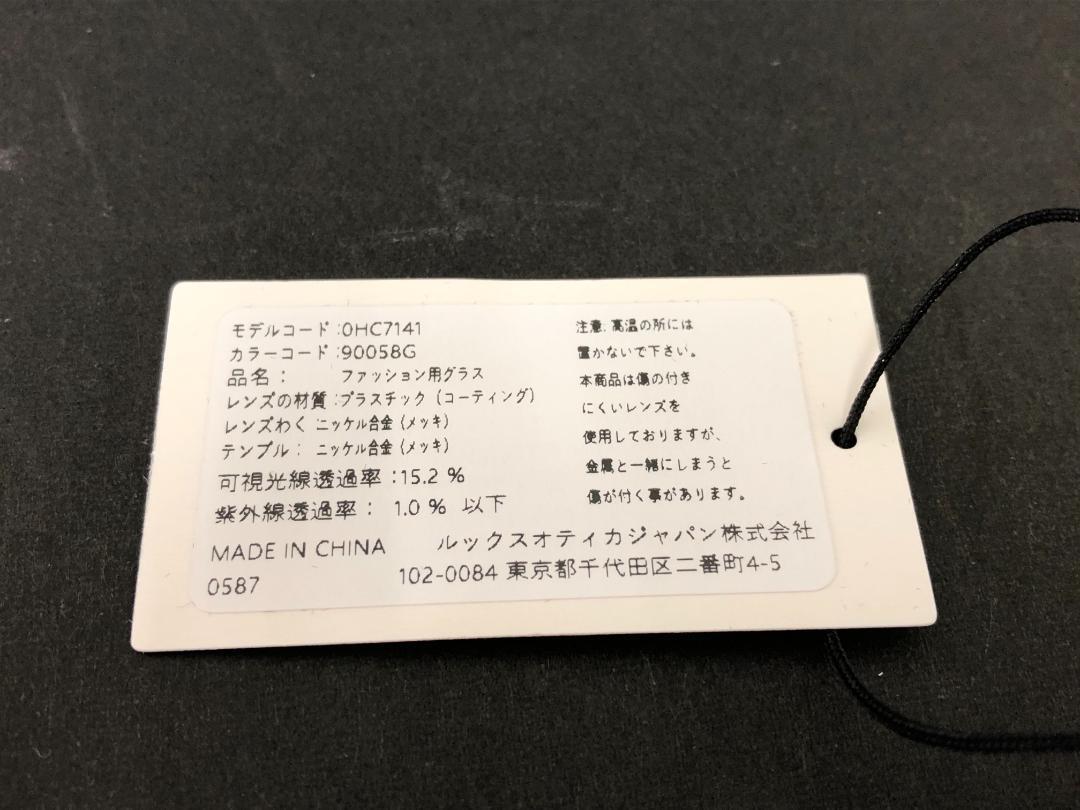 モデルコード:0HC7141
カラーコード:90058G
品名: ファッション用グラス
レンズの材質:プラスチック(コーティング)
レンズわく ニッケル合金(メッキ)
テンプル: ニッケル合金(メッキ)
可視光線透過率:15.2 %
紫外線透過率: 1.0 % 以下
注意:高温の所には
置かないで下さい。
本商品は傷の付き
にくいレンズを
使用しておりますが、
金属と一緒にしまうと
傷が付く事があります。
MADE IN CHINA ルックスオティカジャパン株式会社
0587 102-0084 東京都千代田区二番町4-5